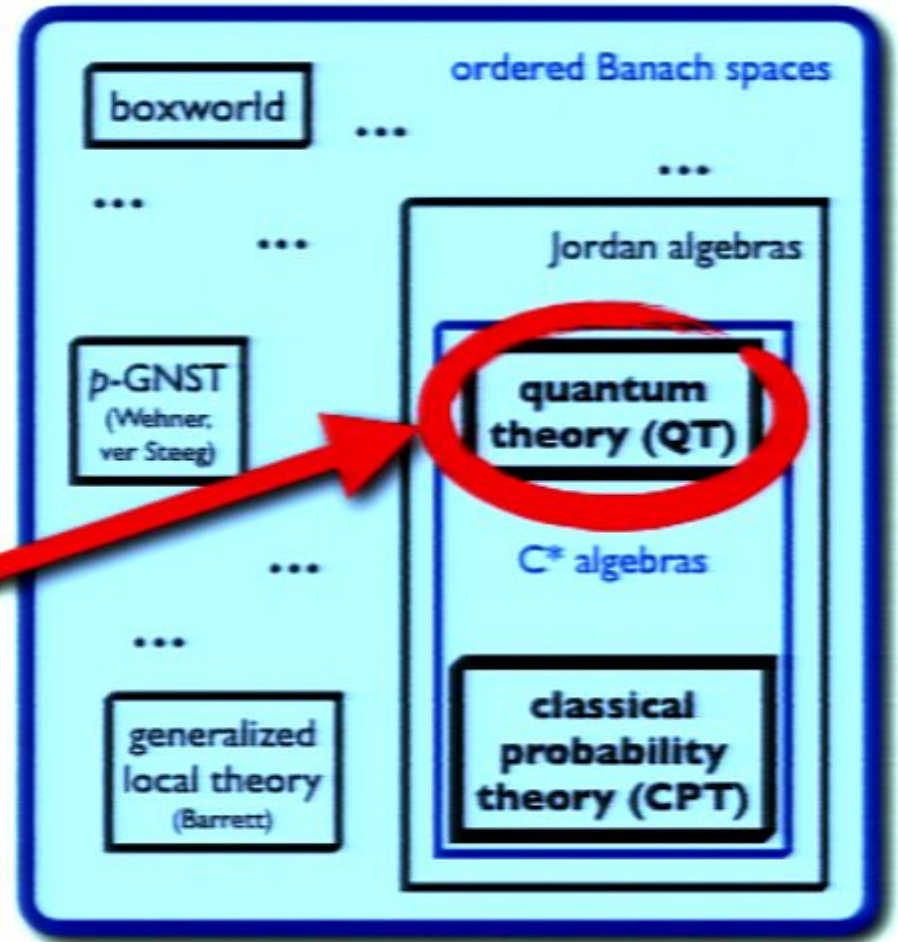 ordered Banach spaces
boxworld
...
...
...
...
Jordan algebras
p-GNST
(Wehner,
ver Steeg)
quantum
theory (QT)
...
C* algebras
...
generalized
local theory
(Barrett)
classical
probability
theory (CPT)